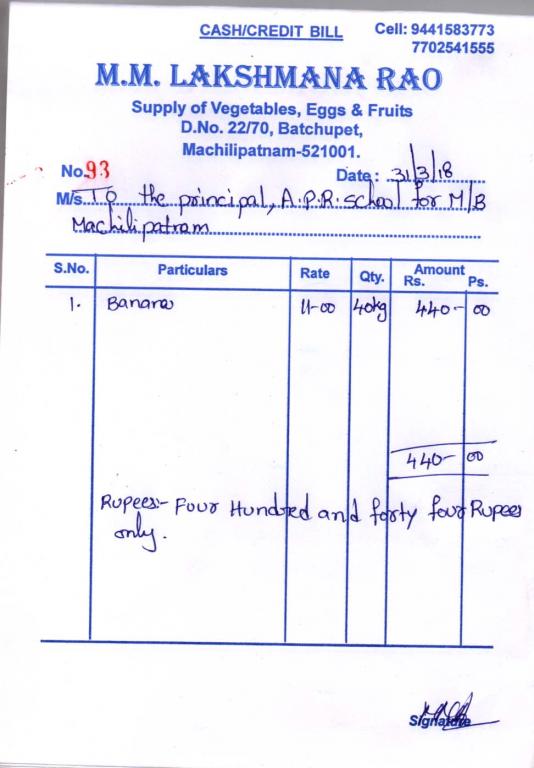 CASH/CREDIT BILL Cell: 9441583773
7702541555
M.M. LAKSHMANA RAO
Supply of Vegetables, Eggs & Fruits
D.No. 22/70, Batchupet,
Machilipatnam-521001.
No. 93 Date: 31/3/18
M/s. To the principal, A.P.R. school for M/B
Machilipatnam
S.No. Particulars Rate Qty. Amount
Rs. Ps.
1. Banana 11-00 40kg 440- 00
440- 00
Rupees:- Four Hundred and forty four Rupees
only.
Signature